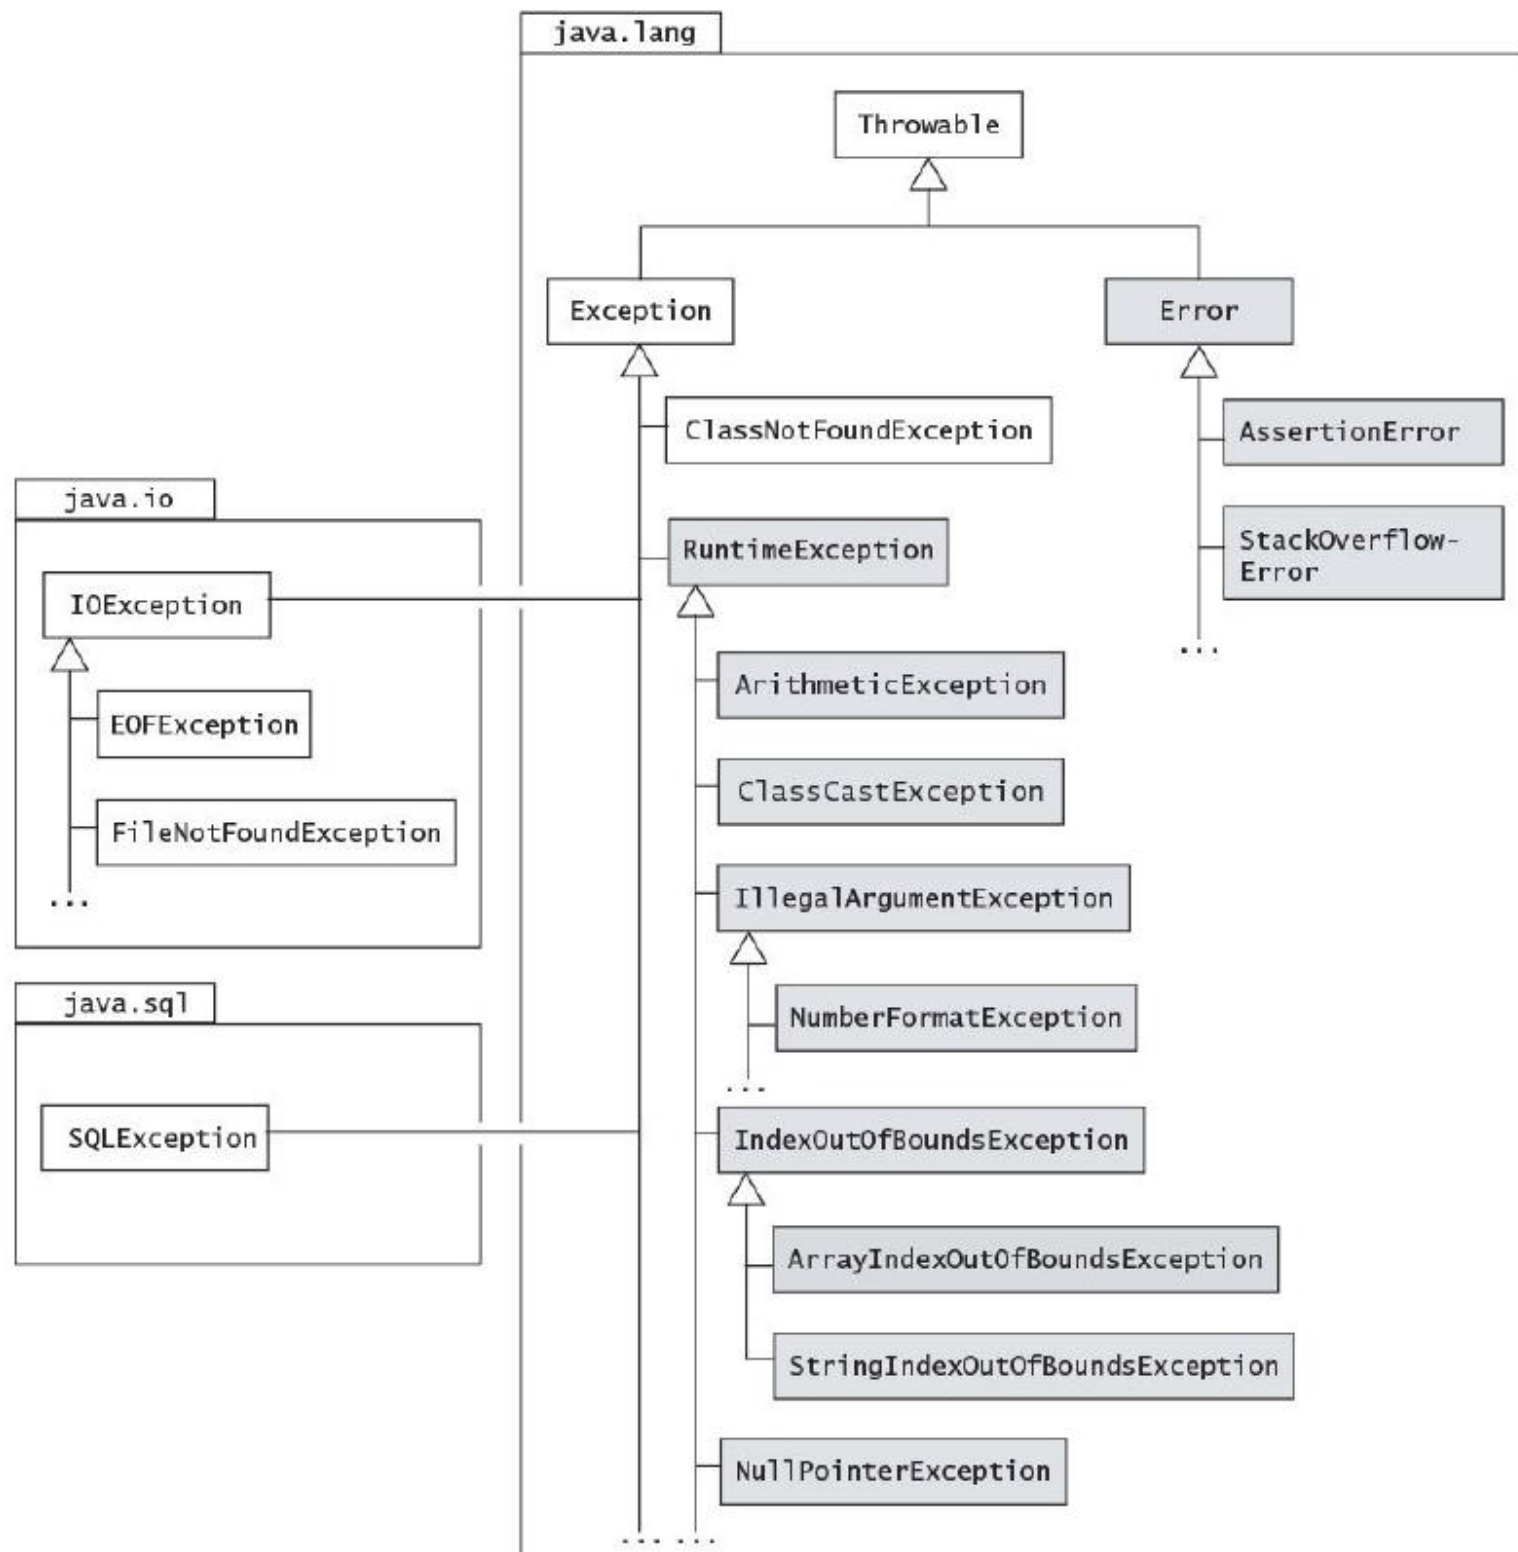 java.lang
Throwable
Exception
Error
ClassNotFoundException
AssertionError
java.io
RuntimeException
StackOverflow-
Error
IOException
...
ArithmeticException
EOFException
ClassCastException
FileNotFoundException
...
IllegalArgumentException
java.sql
NumberFormatException
...
SQLException
IndexOutOfBoundsException
ArrayIndexOutOfBoundsException
StringIndexOutOfBoundsException
NullPointerException
... ...